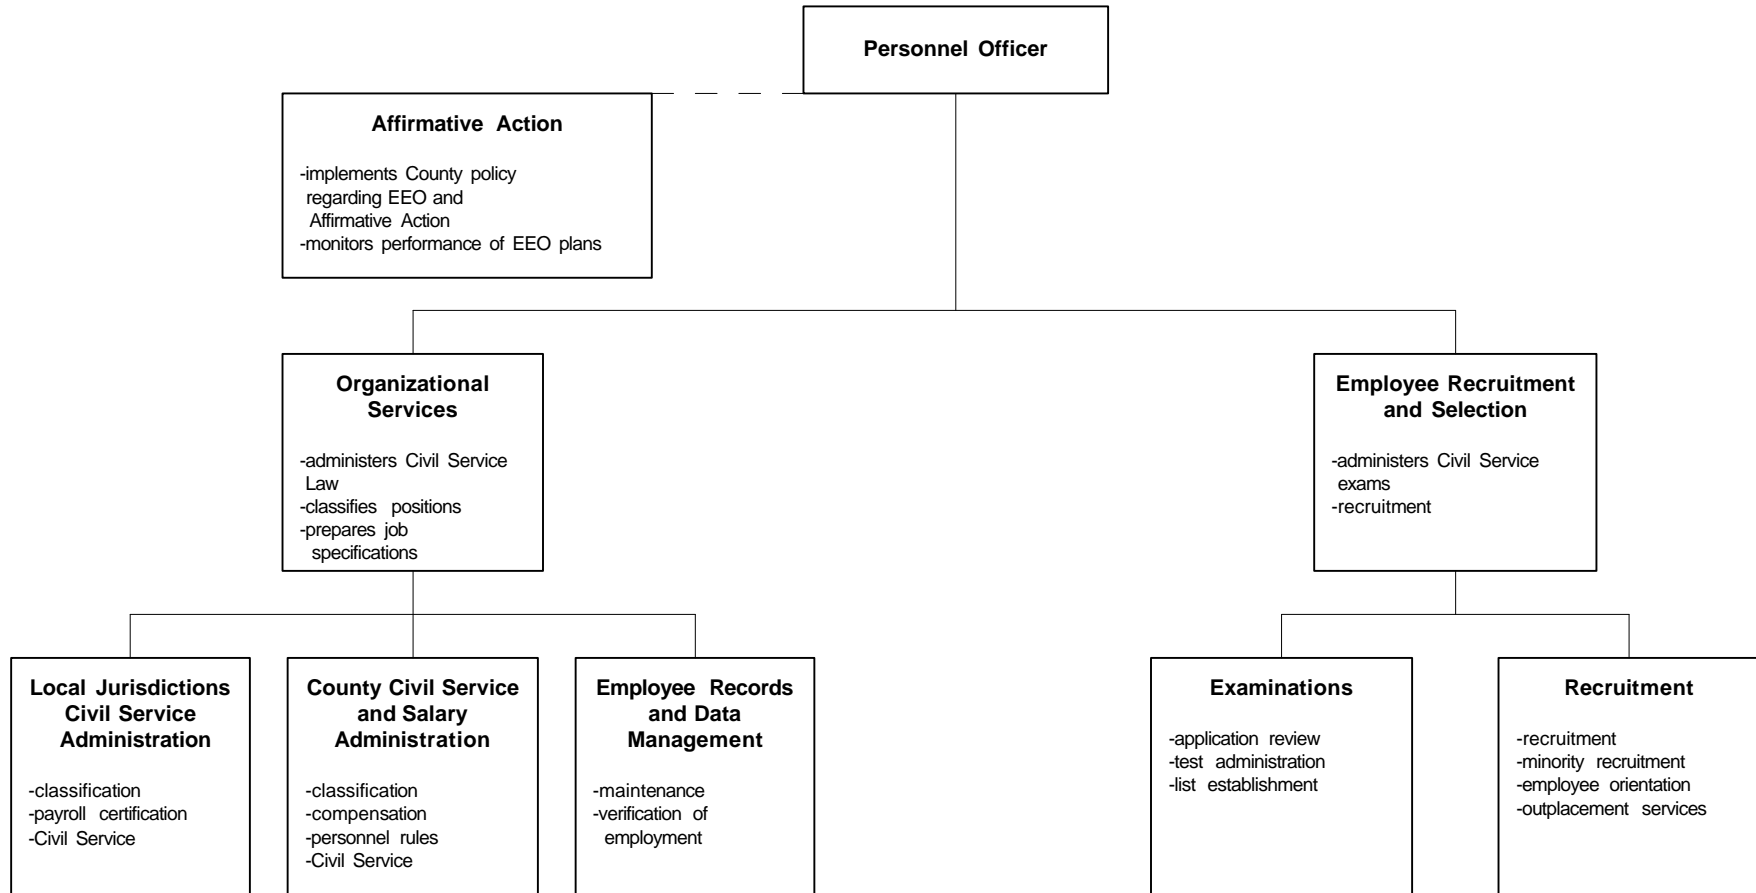 Personnel Officer
Affirmative Action
-implements County policy
regarding EEO and
Affirmative Action
-monitors performance of EEO plans
Organizational
Services
-administers Civil Service
Law
-classifies positions
-prepares job
specifications
Employee Recruitment
and Selection
-administers Civil Service
exams
-recruitment
Local Jurisdictions
Civil Service
Administration
-classification
-payroll certification
-Civil Service
County Civil Service
and Salary
Administration
-classification
-compensation
-personnel rules
-Civil Service
Employee Records
and Data
Management
-maintenance
-verification of
employment
Examinations
-application review
-test administration
-list establishment
Recruitment
-recruitment
-minority recruitment
-employee orientation
-outplacement services